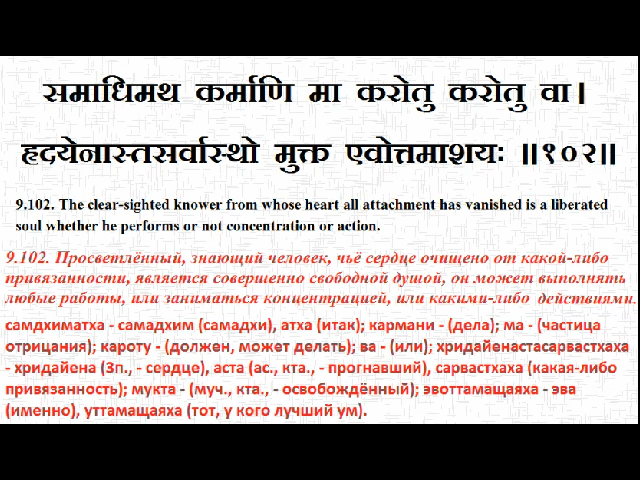 समाधिमथ कर्माणि मा करोतु करोतु वा।
हृदयेनास्तसर्वास्थो मुक्त एवोत्तमाशयः ॥१०२॥
9.102. The clear-sighted knower from whose heart all attachment has vanished is a liberated
soul whether he performs or not concentration or action.
9.102. Просветлённый, знающий человек, чьё сердце очищено от какой-либо
привязанности, является совершенно свободной душой, он может выполнять
любые работы, или заниматься концентрацией, или какими-либо действиями.
самдхиматха - самадхим (самадхи), атха (итак); кармани - (дела); ма - (частица
отрицания); кароту - (должен, может делать); ва - (или); хридайенастасарвастхаха
- хридайена (3п., - сердце), аста (ас., кта., - прогнавший), сарвастхаха (какая-либо
привязанность); мукта - (муч., кта., - освобождённый); эвоттамащаяха - эва
(именно), уттамащаяха (тот, у кого лучший ум).